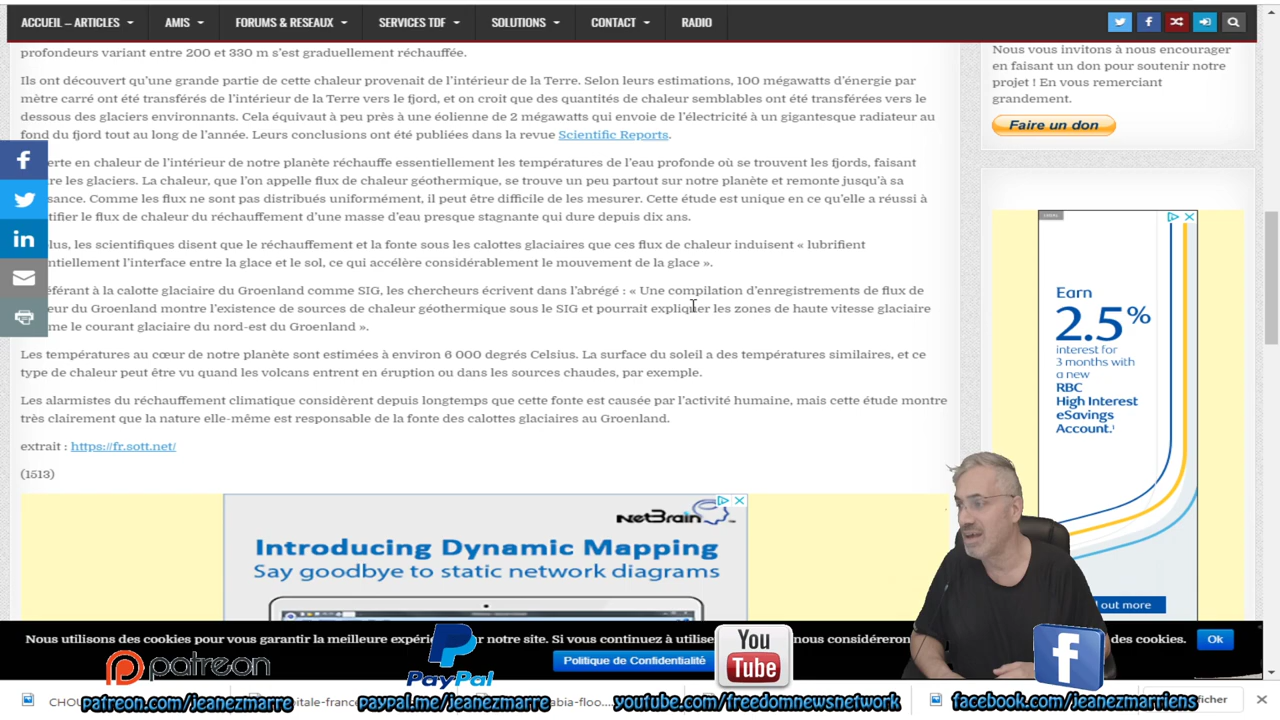 ACCUEIL – ARTICLES AMIS FORUMS & RESEAUX SERVICES TDF SOLUTIONS CONTACT RADIO
profondeurs variant entre 200 et 330 m s'est graduellement réchauffée.
Ils ont découvert qu'une grande partie de cette chaleur provenait de l'intérieur de la Terre. Selon leurs estimations, 100 mégawatts d'énergie par
mètre carré ont été transférés de l'intérieur de la Terre vers le fjord, et on croit que des quantités de chaleur semblables ont été transférées vers le
dessous des glaciers environnants. Cela équivaut à peu près à une éolienne de 2 mégawatts qui envoie de l'électricité à un gigantesque radiateur au
fond du fjord tout au long de l'année. Leurs conclusions ont été publiées dans la revue Scientific Reports.
erte en chaleur de l'intérieur de notre planète réchauffe essentiellement les températures de l'eau profonde où se trouvent les fjords, faisant
re les glaciers. La chaleur, que l'on appelle flux de chaleur géothermique, se trouve un peu partout sur notre planète et remonte jusqu'à sa
sance. Comme les flux ne sont pas distribués uniformément, il peut être difficile de les mesurer. Cette étude est unique en ce qu'elle a réussi à
tifier le flux de chaleur du réchauffement d'une masse d'eau presque stagnante qui dure depuis dix ans.
plus, les scientifiques disent que le réchauffement et la fonte sous les calottes glaciaires que ces flux de chaleur induisent « lubrifient
entiellement l'interface entre la glace et le sol, ce qui accélère considérablement le mouvement de la glace ».
éférant à la calotte glaciaire du Groenland comme SIG, les chercheurs écrivent dans l'abrégé : « Une compilation d'enregistrements de flux de
eur du Groenland montre l'existence de sources de chaleur géothermique sous le SIG et pourrait expliquer les zones de haute vitesse glaciaire
me le courant glaciaire du nord-est du Groenland ».
Les températures au cœur de notre planète sont estimées à environ 6 000 degrés Celsius. La surface du soleil a des températures similaires, et ce
type de chaleur peut être vu quand les volcans entrent en éruption ou dans les sources chaudes, par exemple.
Les alarmistes du réchauffement climatique considèrent depuis longtemps que cette fonte est causée par l'activité humaine, mais cette étude montre
très clairement que la nature elle-même est responsable de la fonte des calottes glaciaires au Groenland.
extrait : https://fr.sott.net/
(1513)
NetBrain
Introducing Dynamic Mapping
Say goodbye to static network diagrams
Nous vous invitons à nous encourager
en faisant un don pour soutenir notre
projet ! En vous remerciant
grandement.
Faire un don
Earn
2.5%
interest for
3 months with
a new
RBC
High Interest
eSavings
Account.¹
out more
Nous utilisons des cookies pour vous garantir la meilleure expéri ur notre site. Si vous continuez à utilise nous considéreron des cookies. Ok
Politique de Confidentialité
patreon
PayPal
You Tube
patreon.com/jeanezmarre
paypal.me/jeanezmarre
youtube.com/freedomnewsnetwork
facebook.com/jeanezmarriens